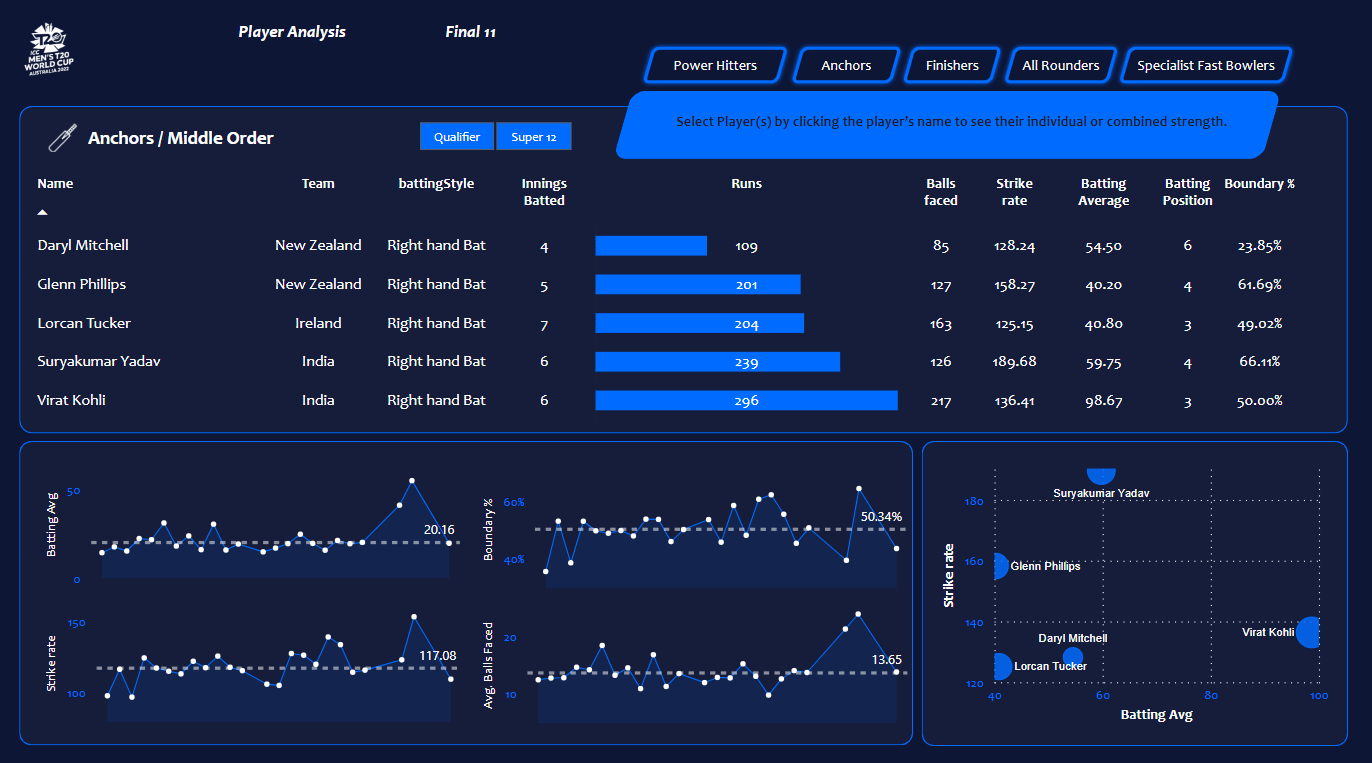 Player Analysis
Final 11
ICC
MEN'S T20
WORLD CUP
AUSTRALIA 2022
Power Hitters
Anchors
Finishers
All Rounders
Specialist Fast Bowlers
Select Player(s) by clicking the player's name to see their individual or combined strength.
Anchors / Middle Order
Qualifier
Super 12
Name Team battingStyle Innings Batted Runs Balls faced Strike rate Batting Average Batting Position Boundary %
Daryl Mitchell New Zealand Right hand Bat 4 109 85 128.24 54.50 6 23.85%
Glenn Phillips New Zealand Right hand Bat 5 201 127 158.27 40.20 4 61.69%
Lorcan Tucker Ireland Right hand Bat 7 204 163 125.15 40.80 3 49.02%
Suryakumar Yadav India Right hand Bat 6 239 126 189.68 59.75 4 66.11%
Virat Kohli India Right hand Bat 6 296 217 136.41 98.67 3 50.00%
Batting Avg
50
0
20.16
Boundary %
60%
40%
50.34%
Strike rate
150
100
117.08
Avg. Balls Faced
20
10
13.65
Strike rate
180
160
140
120
Suryakumar Yadav
Glenn Phillips
Virat Kohli
Daryl Mitchell
Lorcan Tucker
40 60 80 100
Batting Avg